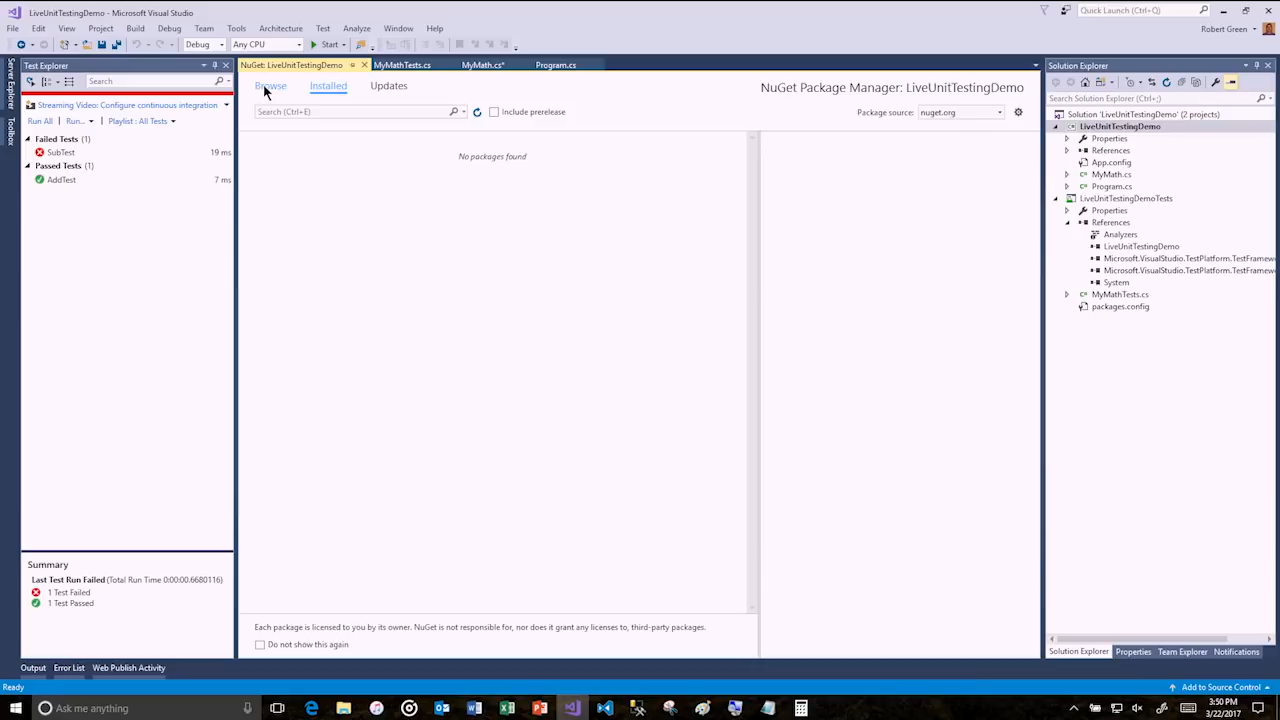 LiveUnitTestingDemo - Microsoft Visual Studio
Quick Launch (Ctrl+Q)
File Edit View Project Build Debug Team Tools Architecture Test Analyze Window Help
Robert Green
Debug Any CPU Start
Server Explorer
Toolbox
Test Explorer
Search
Streaming Video: Configure continuous integration
Run All Run... Playlist : All Tests
Failed Tests (1)
SubTest 19 ms
Passed Tests (1)
AddTest 7 ms
Summary
Last Test Run Failed (Total Run Time 0:00:00.6680116)
1 Test Failed
1 Test Passed
NuGet: LiveUnitTestingDemo MyMathTests.cs MyMath.cs* Program.cs
Browse Installed Updates
NuGet Package Manager: LiveUnitTestingDemo
Search (Ctrl+E) Include prerelease
Package source: nuget.org
No packages found
Each package is licensed to you by its owner. NuGet is not responsible for, nor does it grant any licenses to, third-party packages.
Do not show this again
Solution Explorer
Search Solution Explorer (Ctrl+;)
Solution 'LiveUnitTestingDemo' (2 projects)
LiveUnitTestingDemo
Properties
References
App.config
MyMath.cs
Program.cs
LiveUnitTestingDemoTests
Properties
References
Analyzers
LiveUnitTestingDemo
Microsoft.VisualStudio.TestPlatform.TestFramew
Microsoft.VisualStudio.TestPlatform.TestFramew
System
MyMathTests.cs
packages.config
Solution Explorer Properties Team Explorer Notifications
Output Error List Web Publish Activity
Ready
Add to Source Control
Ask me anything
3:50 PM
3/22/2017